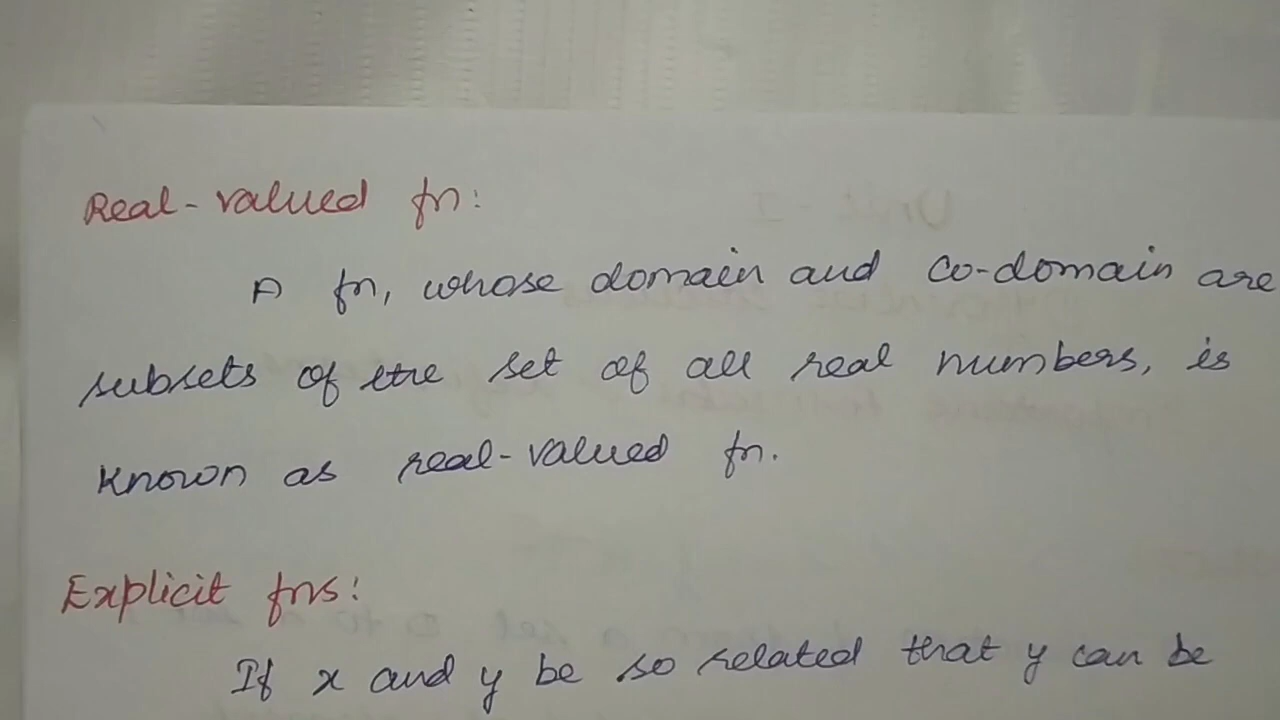 Real-valued fn:
A fn, whose domain and co-domain are
subsets of the set of all real numbers, is
known as real-valued fn.
Explicit fns:
If x and y be so related that y can be